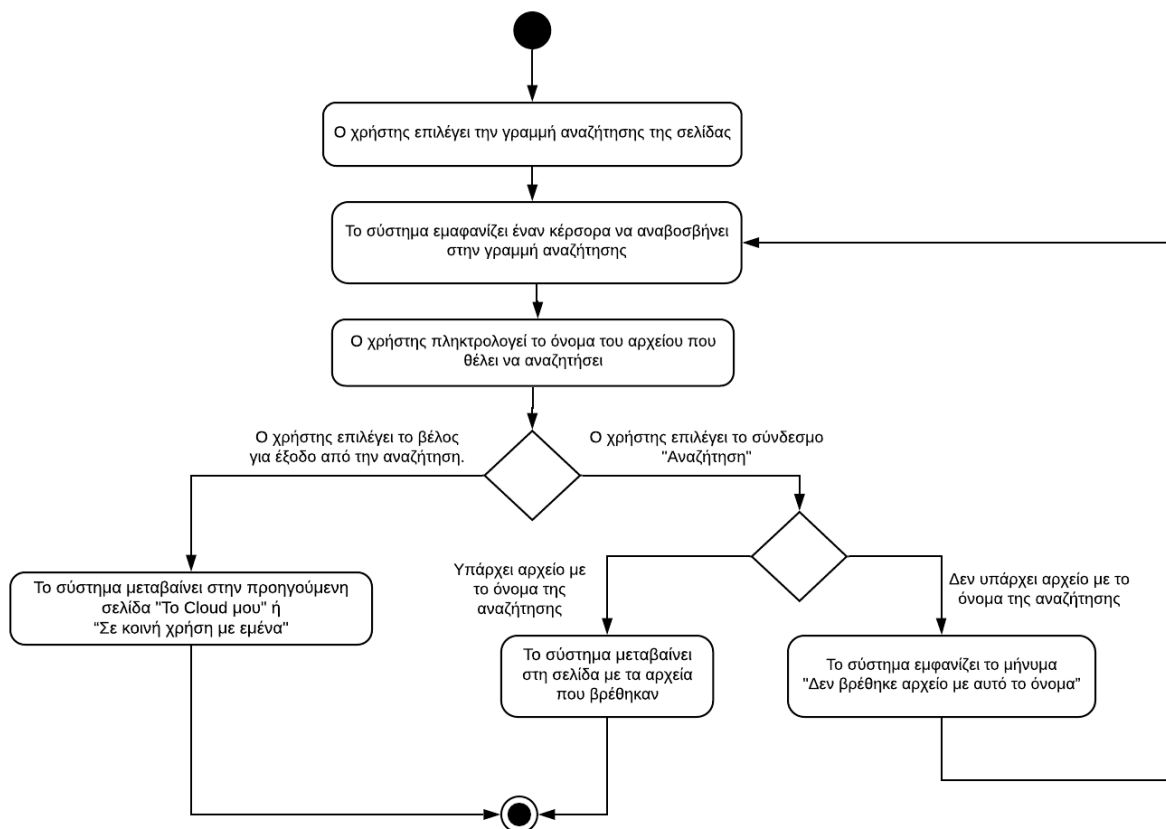 Ο χρήστης επιλέγει την γραμμή αναζήτησης της σελίδας
Το σύστημα εμαφανίζει έναν κέρσορα να αναβοσβήνει
στην γραμμή αναζήτησης
Ο χρήστης πληκτρολογεί το όνομα του αρχείου που
θέλει να αναζητήσει
Ο χρήστης επιλέγει το βέλος
για έξοδο από την αναζήτηση.
Ο χρήστης επιλέγει το σύνδεσμο
"Αναζήτηση"
Υπάρχει αρχείο με
το όνομα της
αναζήτησης
Δεν υπάρχει αρχείο με το
όνομα της αναζήτησης
Το σύστημα μεταβαίνει στην προηγούμενη
σελίδα "Το Cloud μου" ή
“Σε κοινή χρήση με εμένα"
Το σύστημα μεταβαίνει
στη σελίδα με τα αρχεία
που βρέθηκαν
Το σύστημα εμφανίζει το μήνυμα
"Δεν βρέθηκε αρχείο με αυτό το όνομα”